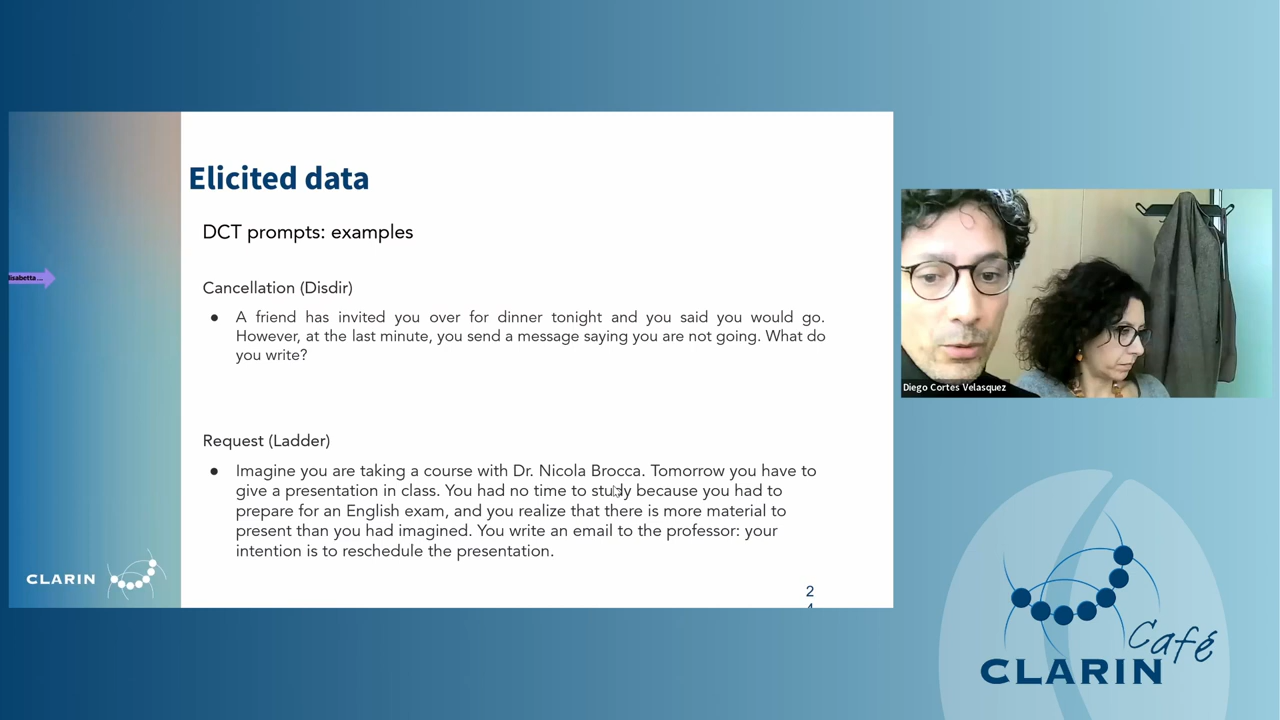 Elicited data
DCT prompts: examples
Cancellation (Disdir)
● A friend has invited you over for dinner tonight and you said you would go.
However, at the last minute, you send a message saying you are not going. What do
you write?
Request (Ladder)
● Imagine you are taking a course with Dr. Nicola Brocca. Tomorrow you have to
give a presentation in class. You had no time to study because you had to
prepare for an English exam, and you realize that there is more material to
present than you had imagined. You write an email to the professor: your
intention is to reschedule the presentation.
CLARIN
2
Diego Cortes Velasquez
Café
CLARIN